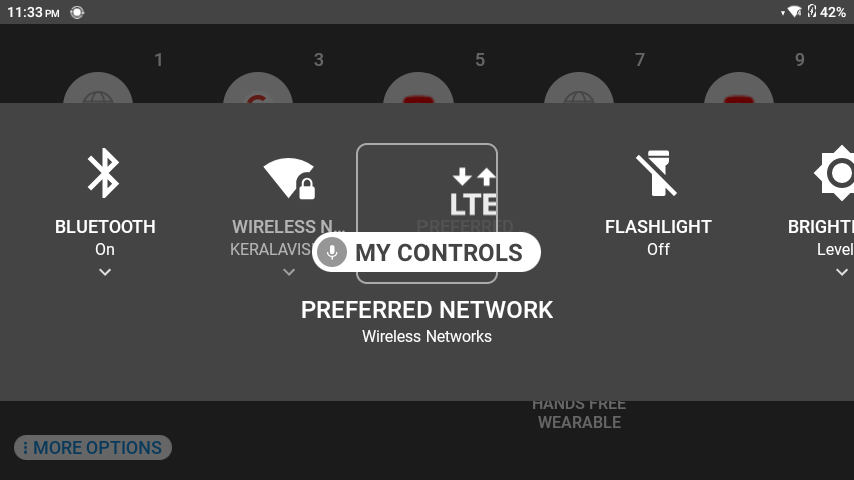 11:33 PM
42%
1 3 5 7 9
LTE
BLUETOOTH
On
WIRELESS N...
KERALAVIS
PREFERRED
FLASHLIGHT
Off
BRIGHT
Level
MY CONTROLS
PREFERRED NETWORK
Wireless Networks
HANDS FREE
WEARABLE
MORE OPTIONS